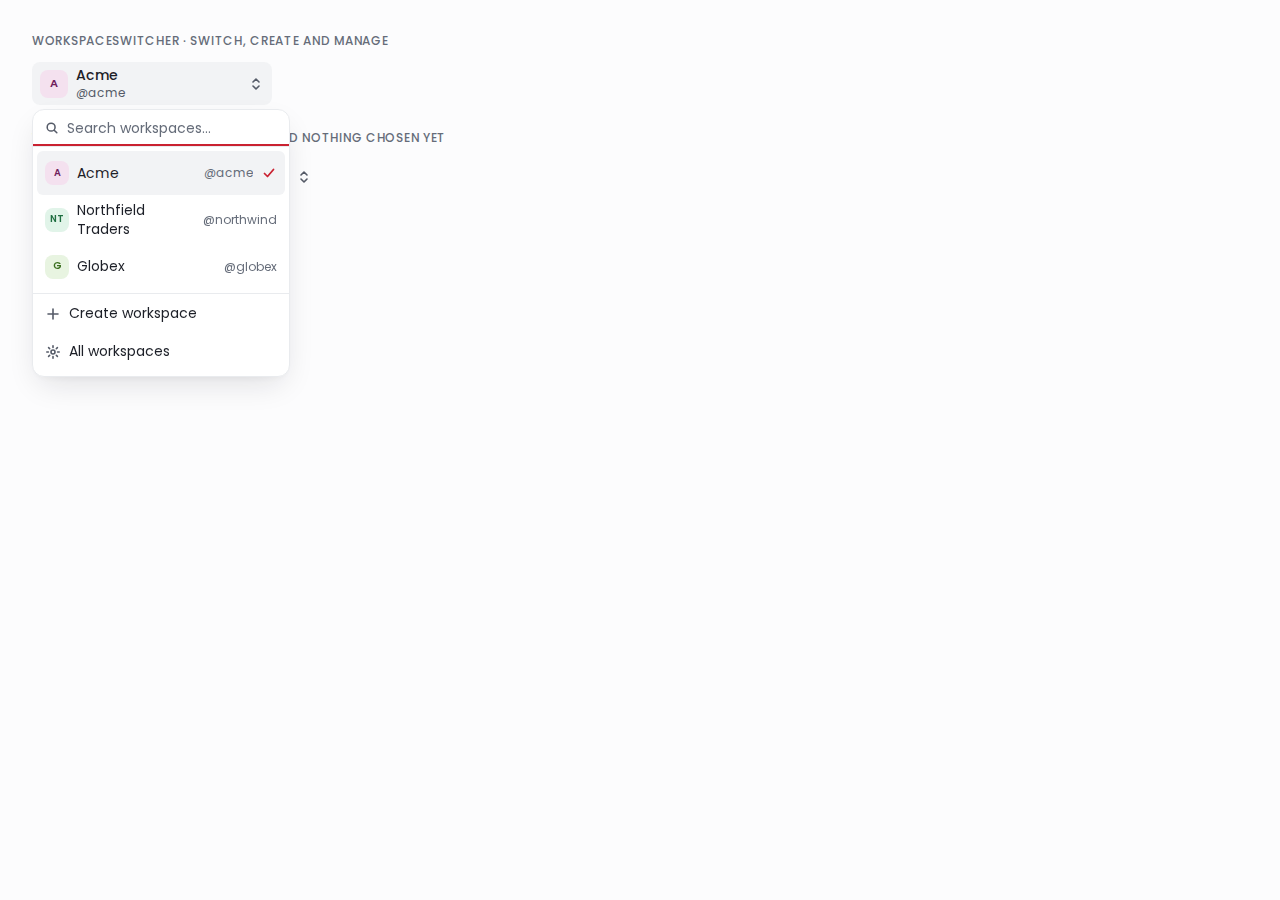 WORKSPACESWITCHER · SWITCH, CREATE AND MANAGE
A
Acme
@acme
Search workspaces...
D NOTHING CHOSEN YET
A
Acme
@acme
NT
Northfield
Traders
@northwind
G
Globex
@globex
Create workspace
All workspaces